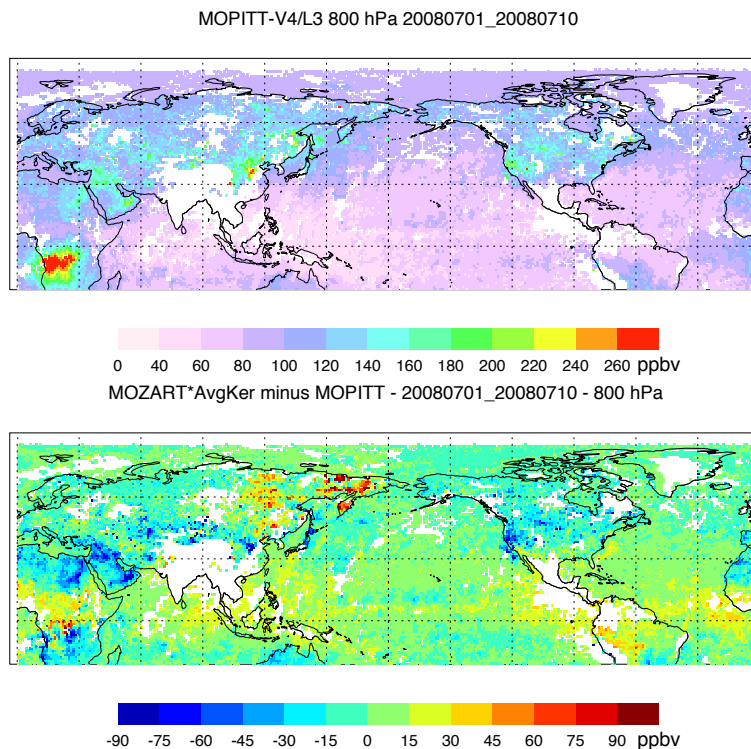 MOPITT-V4/L3 800 hPa 20080701_20080710
0 40 60 80 100 120 140 160 180 200 220 240 260 ppbv
MOZART*AvgKer minus MOPITT - 20080701_20080710 - 800 hPa
-90 -75 -60 -45 -30 -15 0 15 30 45 60 75 90 ppbv